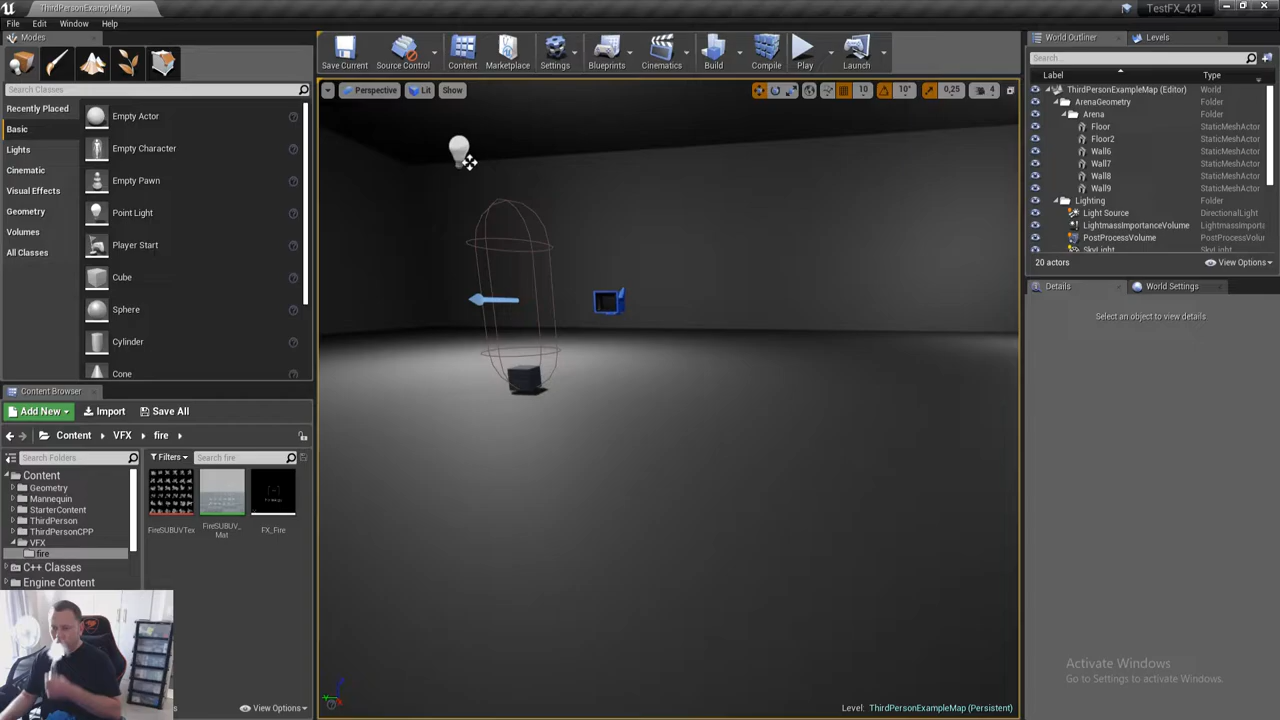 ThirdPersonExampleMap
TestFX_421
File Edit Window Help
Modes
Search Classes
Recently Placed
Basic
Lights
Cinematic
Visual Effects
Geometry
Volumes
All Classes
Empty Actor
Empty Character
Empty Pawn
Point Light
Player Start
Cube
Sphere
Cylinder
Cone
Save Current
Source Control
Content
Marketplace
Settings
Blueprints
Cinematics
Build
Compile
Play
Launch
Perspective Lit Show
10 10° 0,25 4
World Outliner Levels
Search...
Label Type
ThirdPersonExampleMap (Editor) World
ArenaGeometry Folder
Arena Folder
Floor StaticMeshActor
Floor2 StaticMeshActor
Wall6 StaticMeshActor
Wall7 StaticMeshActor
Wall8 StaticMeshActor
Wall9 StaticMeshActor
Lighting Folder
Light Source DirectionalLight
LightmassImportanceVolume LightmassImporta
PostProcessVolume PostProcessVolu
SkyLight SkyLight
20 actors View Options
Details World Settings
Select an object to view details.
Content Browser
Add New Import Save All
Content VFX fire
Search Folders
Filters Search fire
Content
Geometry
Mannequin
StarterContent
ThirdPerson
ThirdPersonCPP
VFX
fire
C++ Classes
Engine Content
FireSUBUVTex
FireSUBUV_
Mat
FX_Fire
View Options
Activate Windows
Go to Settings to activate Windows.
Level: ThirdPersonExampleMap (Persistent)